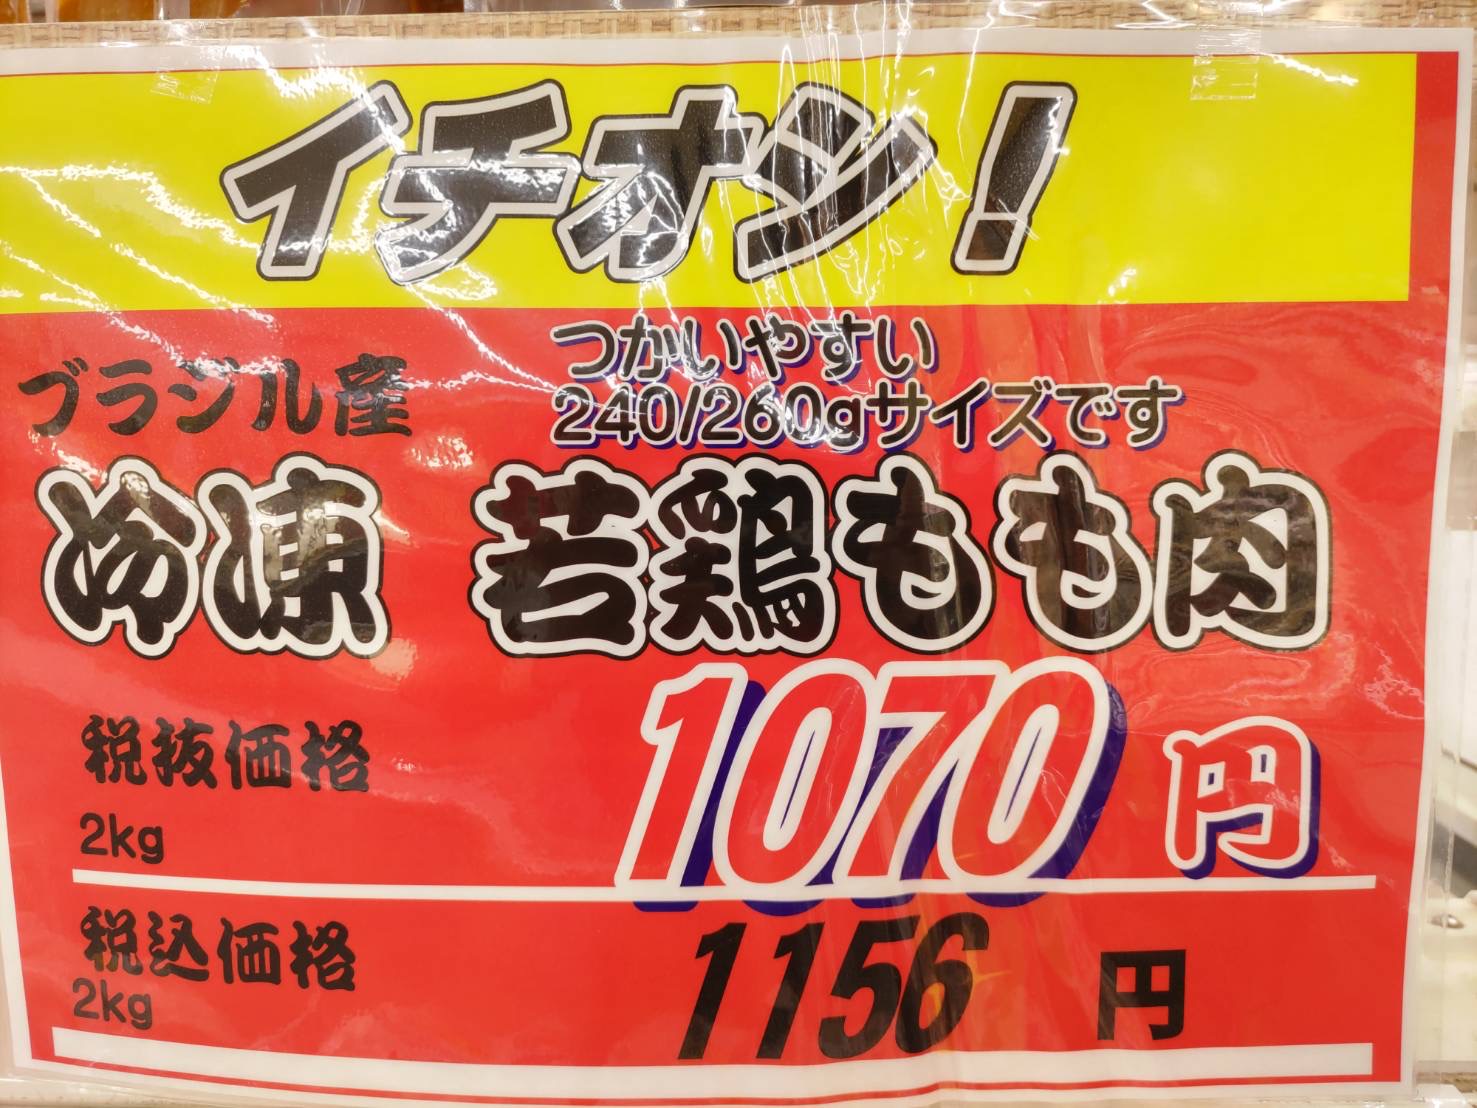 イチオシ!
つかいやすい
ブラジル産
240/260gサイズです
冷凍 若鶏もも肉
税抜価格
2kg
1070円
税込価格
2kg
1156円